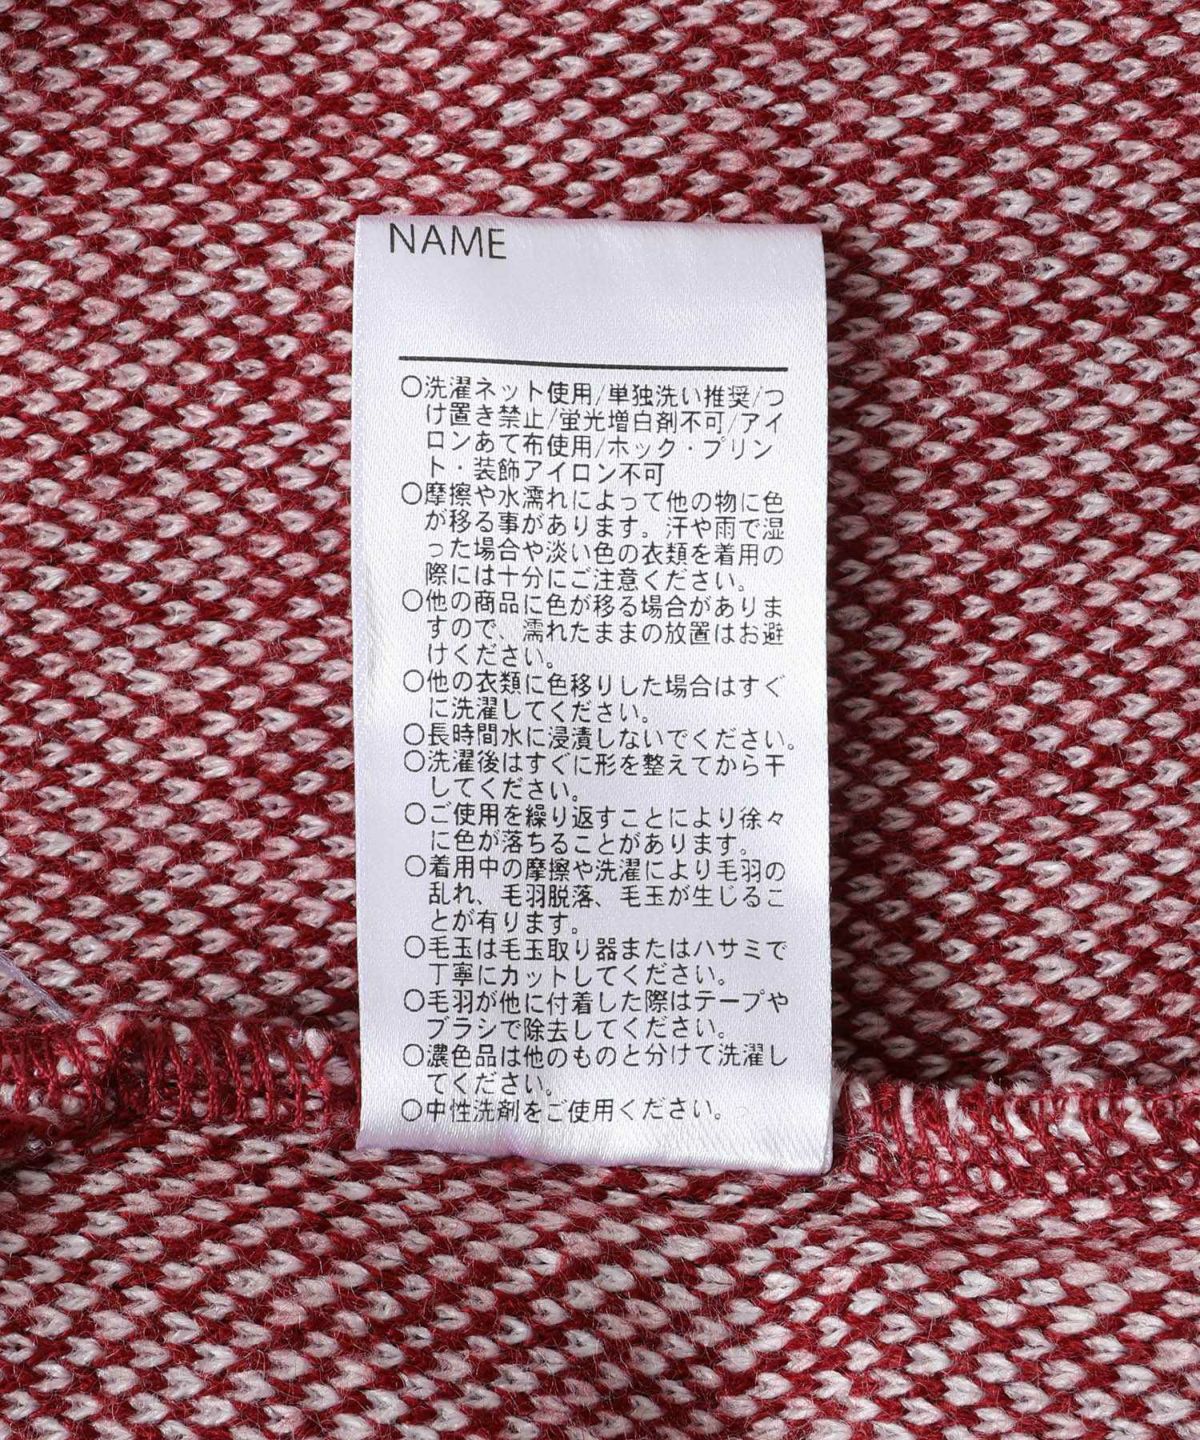 NAME
○洗濯ネット使用/単独洗い推奨/つ
け置き禁止/蛍光増白剤不可/アイ
ロンあて布使用/ホック・プリン
ト・装飾アイロン不可
○摩擦や水濡れによって他の物に色
が移る事があります。汗や雨で湿
った場合や淡い色の衣類を着用の
際には十分にご注意ください。
○他の商品に色が移る場合がありま
すので、濡れたままの放置はお避
けください。
○他の衣類に色移りした場合はすぐ
に洗濯してください。
○長時間水に浸漬しないでください。
○洗濯後はすぐに形を整えてから干
してください。
○ご使用を繰り返すことにより徐々
に色が落ちることがあります。
○着用中の摩擦や洗濯により毛羽の
乱れ、毛羽脱落、毛玉が生じるこ
とが有ります。
○毛玉は毛玉取り器またはハサミで
丁寧にカットしてください。
○毛羽が他に付着した際はテープや
ブラシで除去してください。
○濃色品は他のものと分けて洗濯し
てください。
○中性洗剤をご使用ください。